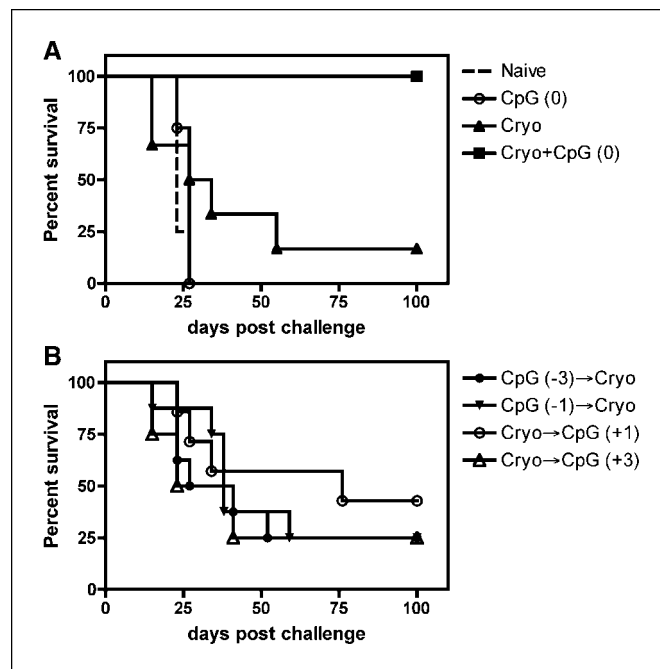 A
Percent survival
100
75
50
25
0
0
25
50
75
100
days post challenge
Naive
CpG (0)
Cryo
Cryo+CpG (0)
B
Percent survival
100
75
50
25
0
0
25
50
75
100
days post challenge
CpG (-3)→Cryo
CpG (-1)→Cryo
Cryo→CpG (+1)
Cryo→CpG (+3)